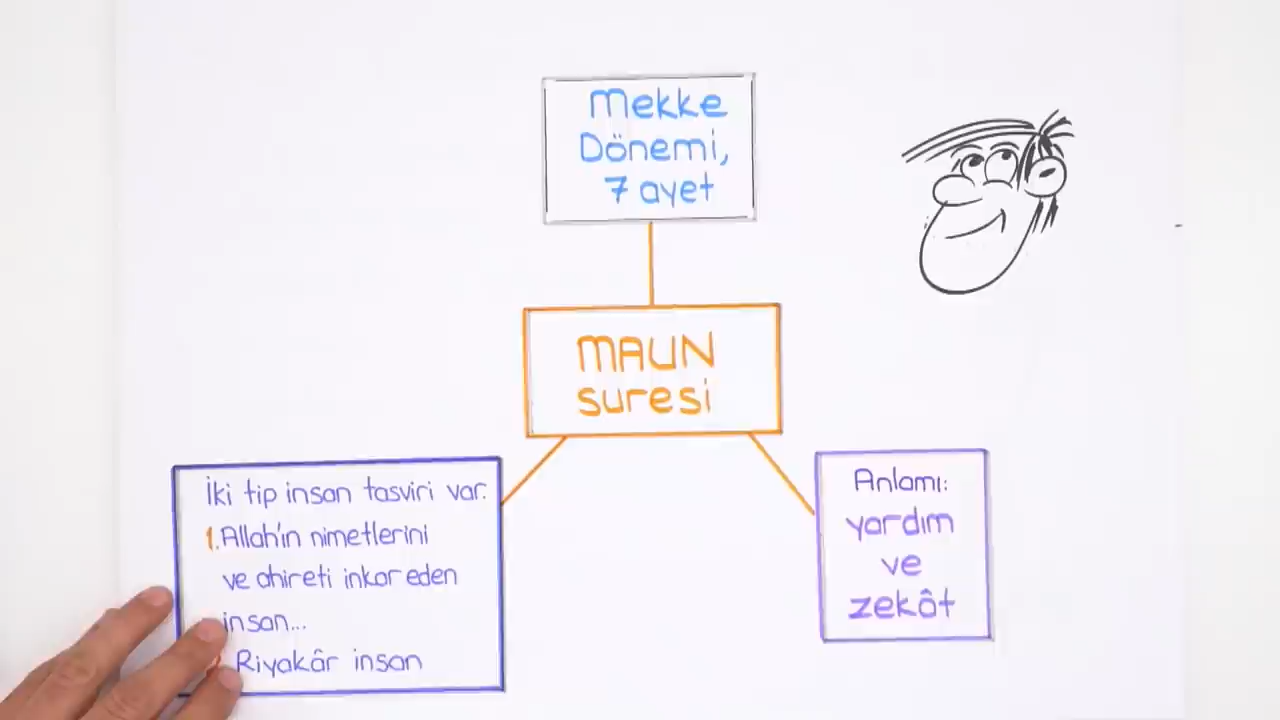 Mekke
Dönemi,
7 ayet
MAUN
suresi
İki tip insan tasviri var.
1. Allah'ın nimetlerini
ve ahireti inkar eden
insan...
Riyakâr insan
Anlamı:
yardım
ve
zekât